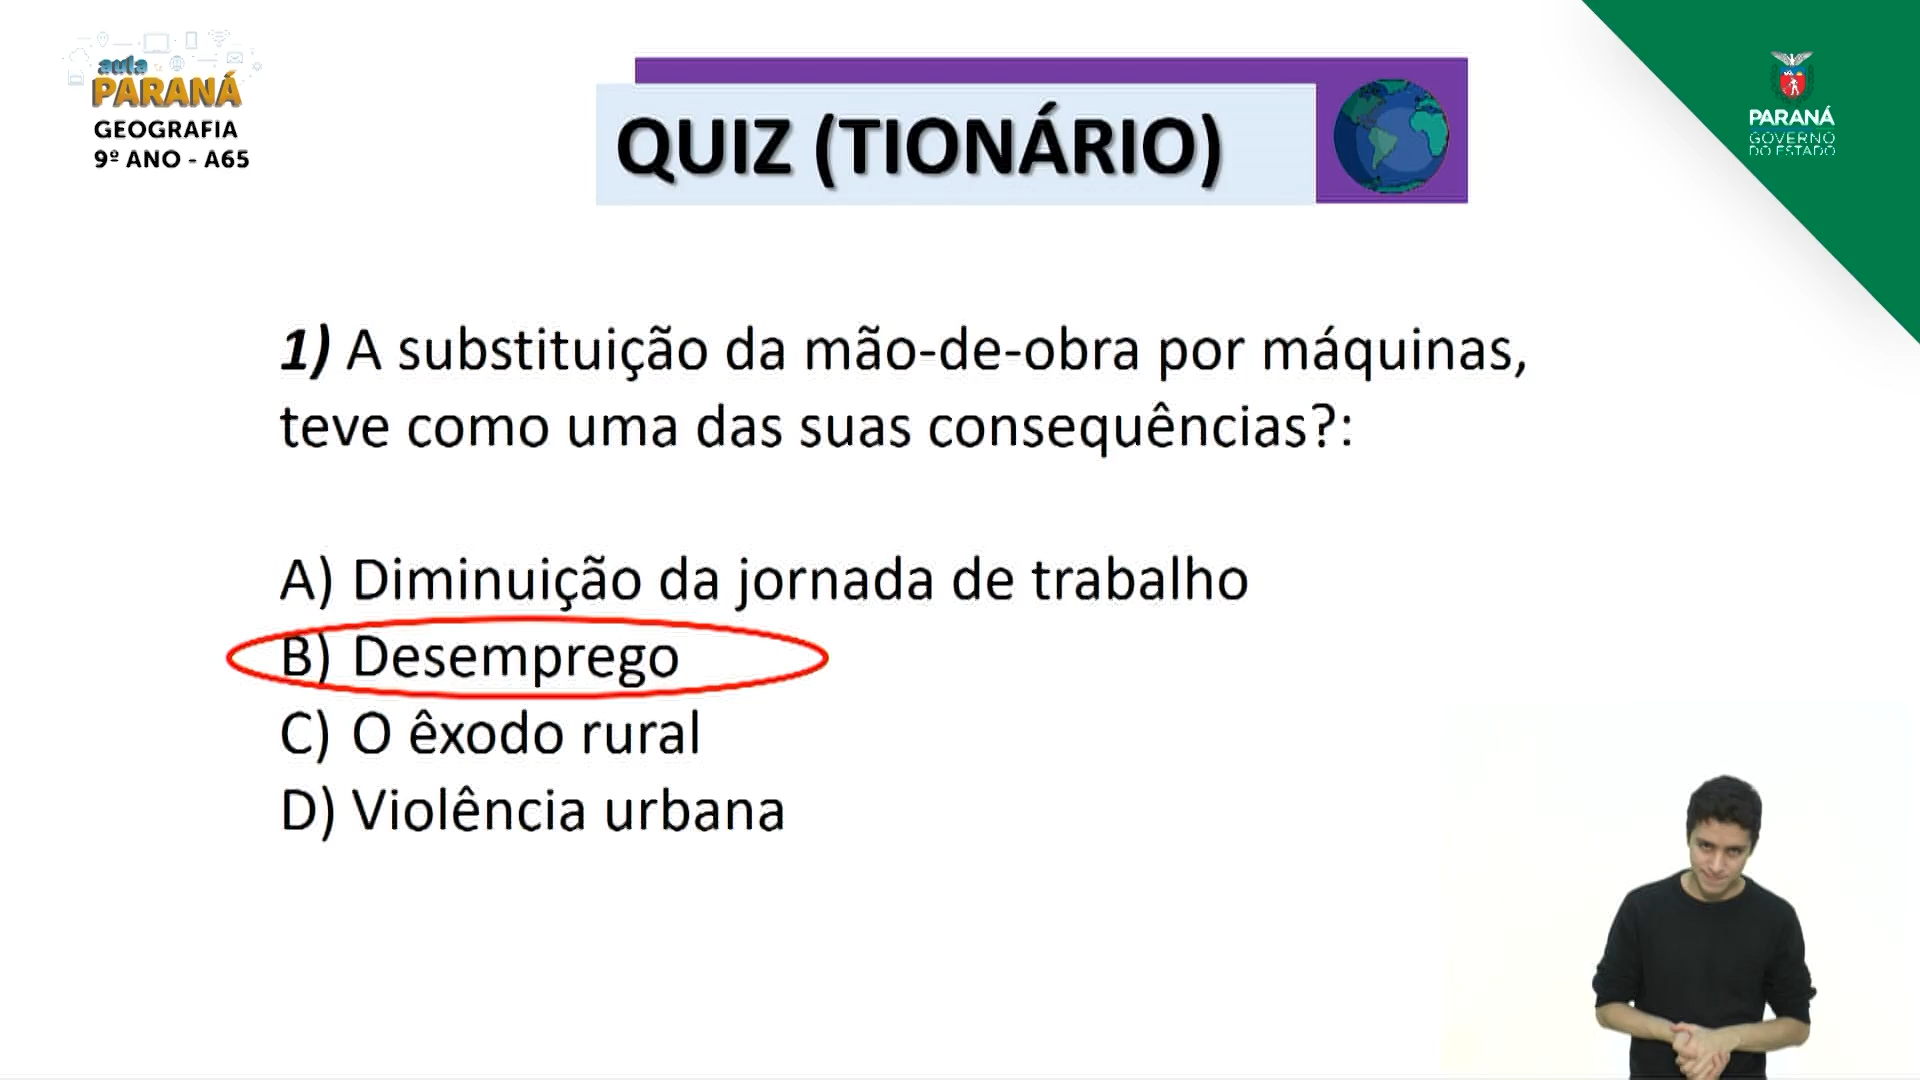 aula
PARANÁ
GEOGRAFIA
9º ANO - A65
QUIZ (TIONÁRIO)
PARANÁ
GOVERNO
DO ESTADO
1) A substituição da mão-de-obra por máquinas,
teve como uma das suas consequências?:
A) Diminuição da jornada de trabalho
B) Desemprego
C) O êxodo rural
D) Violência urbana